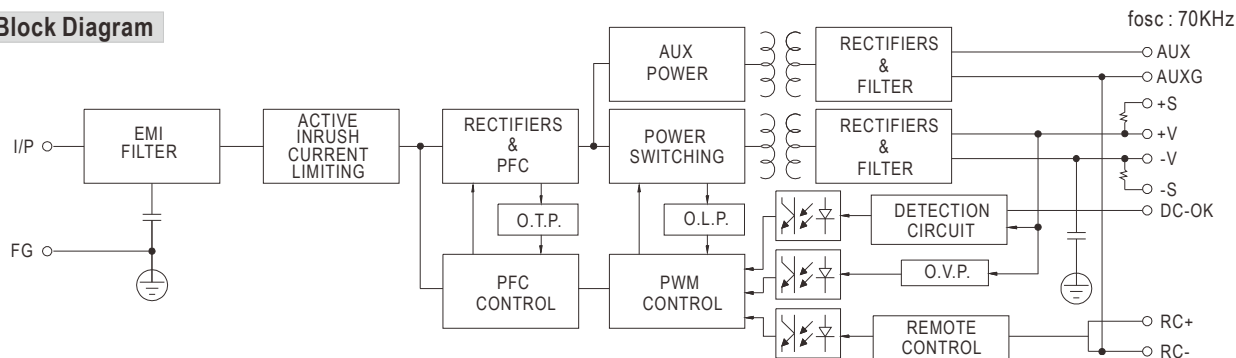 Block Diagram
fosc : 70KHz
AUX
POWER
RECTIFIERS
&
FILTER
AUX
AUXG
+S
I/P
EMI
FILTER
ACTIVE
INRUSH
CURRENT
LIMITING
RECTIFIERS
&
PFC
POWER
SWITCHING
RECTIFIERS
&
FILTER
+V
-V
-S
O.T.P.
O.L.P.
DETECTION
CIRCUIT
DC-OK
FG
PFC
CONTROL
PWM
CONTROL
O.V.P.
REMOTE
CONTROL
RC+
RC-